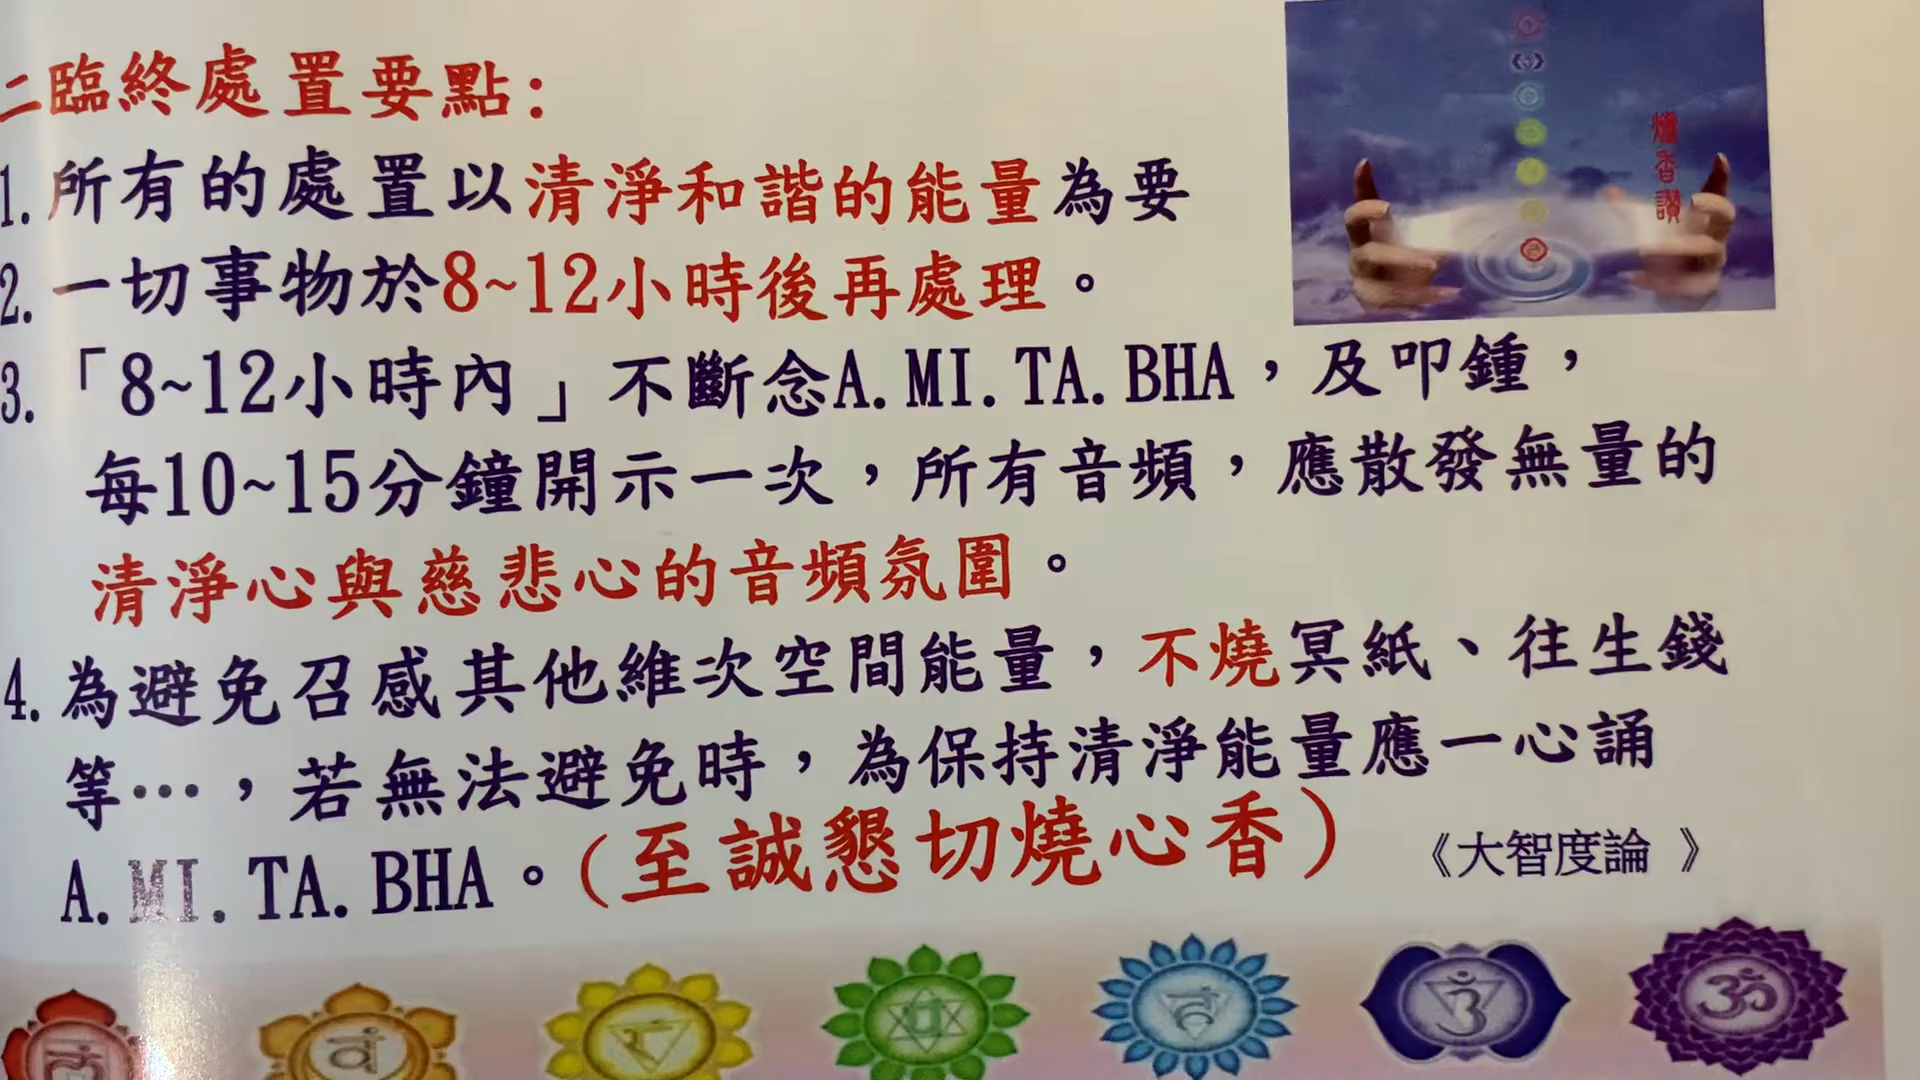 二臨終處置要點:
1.所有的處置以清淨和諧的能量為要
2.一切事物於8~12小時後再處理。
3.「8~12小時內」不斷念A.MI.TA.BHA，及叩鍾，
每10~15分鐘開示一次，所有音頻，應散發無量的
清淨心與慈悲心的音頻氛圍。
4.為避免召感其他維次空間能量，不燒冥紙、往生錢
等…，若無法避免時，為保持清淨能量應一心誦
A.MI.TA.BHA。(至誠懇切燒心香)
《大智度論 》
爐香讚